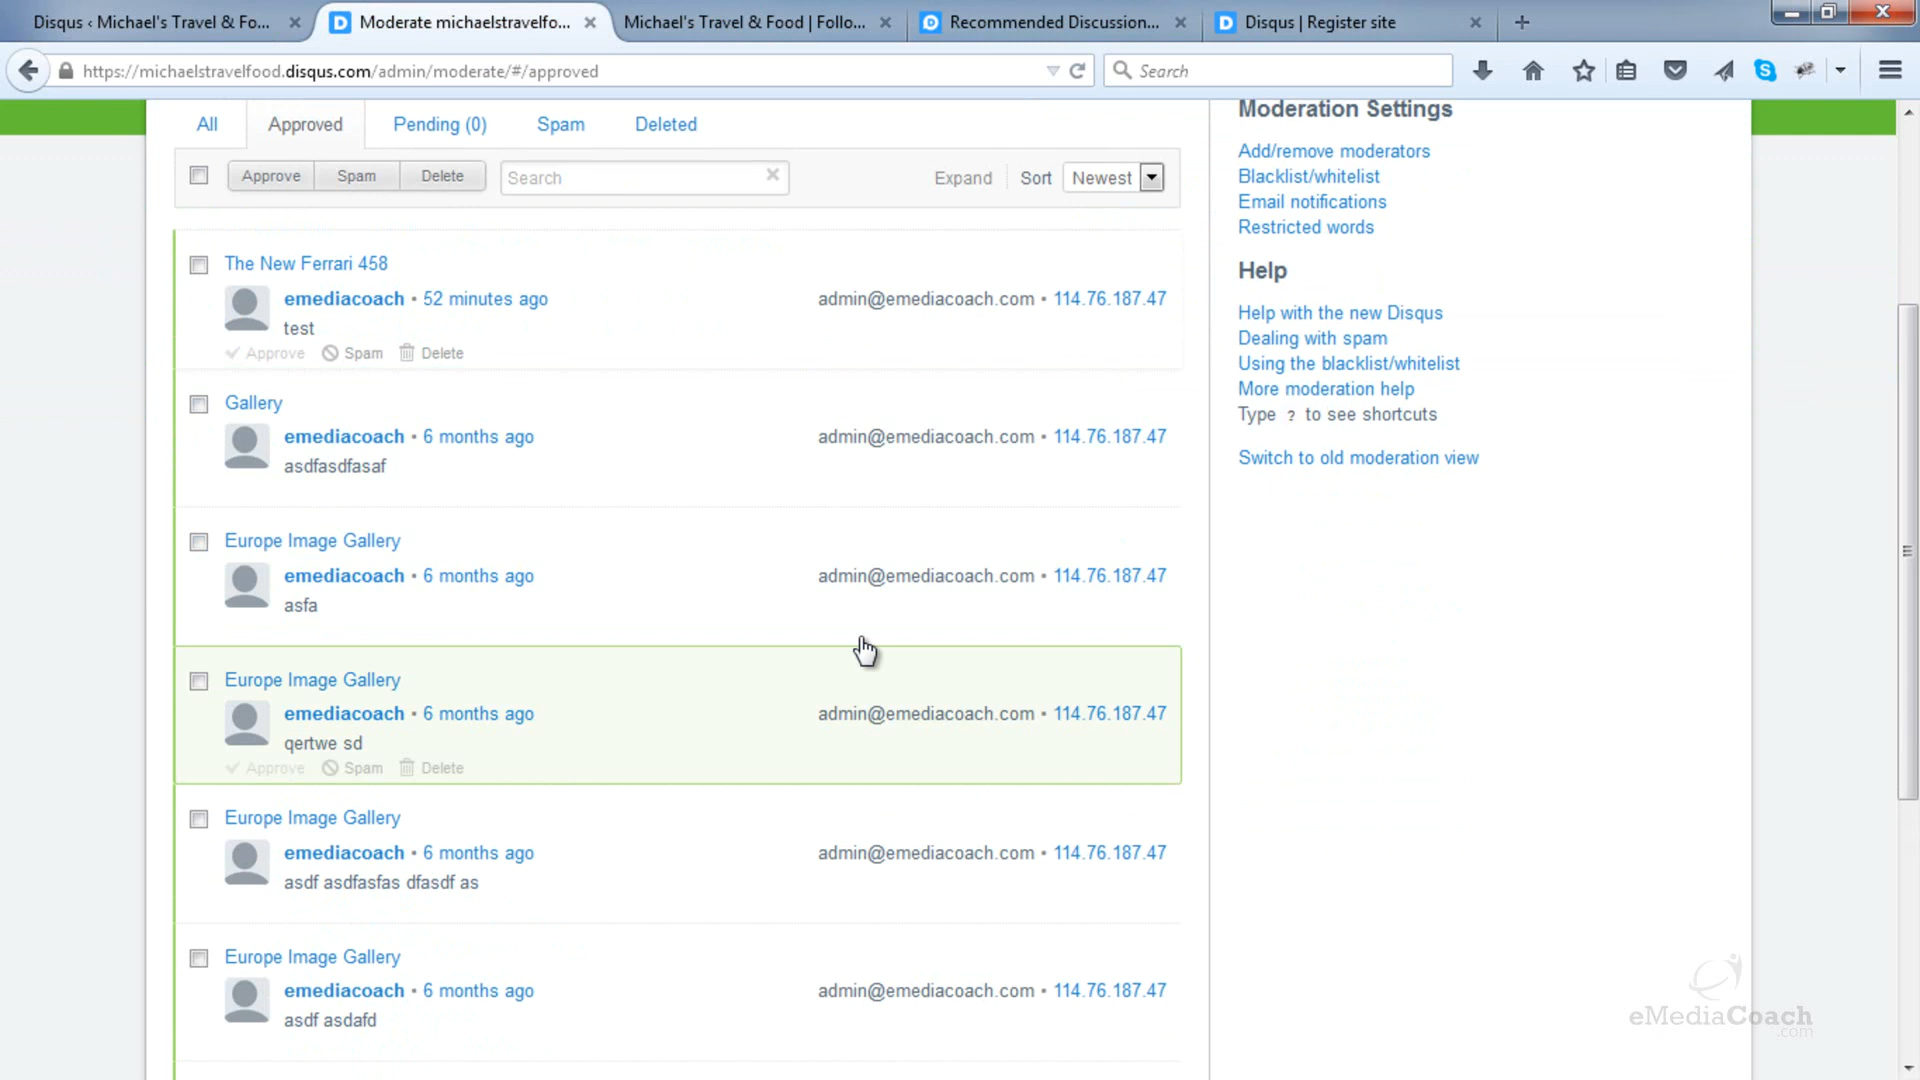 Disqus ‹ Michael's Travel & Fo...
Moderate michaelstravelfo...
Michael's Travel & Food | Follo...
Recommended Discussion...
Disqus | Register site
https://michaelstravelfood.disqus.com/admin/moderate/#/approved
Search
All
Approved
Pending (0)
Spam
Deleted
Approve
Spam
Delete
Search
Expand
Sort
Newest
The New Ferrari 458
emediacoach • 52 minutes ago
admin@emediacoach.com • 114.76.187.47
test
Approve
Spam
Delete
Gallery
emediacoach • 6 months ago
admin@emediacoach.com • 114.76.187.47
asdfasdfasaf
Europe Image Gallery
emediacoach • 6 months ago
admin@emediacoach.com • 114.76.187.47
asfa
Europe Image Gallery
emediacoach • 6 months ago
admin@emediacoach.com • 114.76.187.47
qertwe sd
Approve
Spam
Delete
Europe Image Gallery
emediacoach • 6 months ago
admin@emediacoach.com • 114.76.187.47
asdf asdfasfas dfasdf as
Europe Image Gallery
emediacoach • 6 months ago
admin@emediacoach.com • 114.76.187.47
asdf asdafd
Moderation Settings
Add/remove moderators
Blacklist/whitelist
Email notifications
Restricted words
Help
Help with the new Disqus
Dealing with spam
Using the blacklist/whitelist
More moderation help
Type ? to see shortcuts
Switch to old moderation view
eMediaCoach
.com